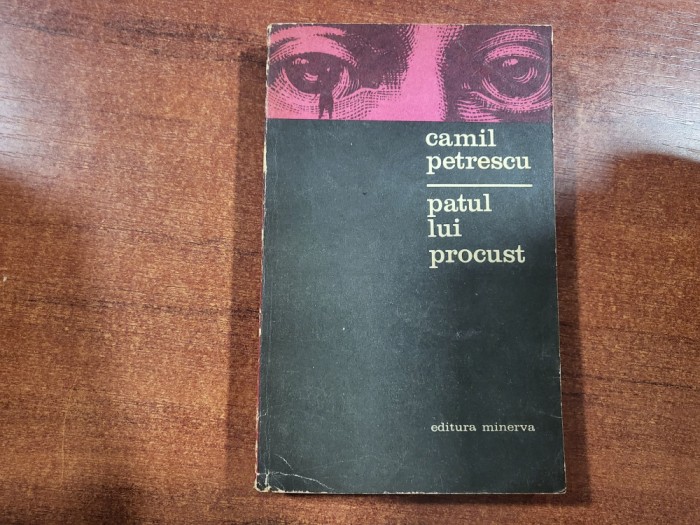 camil
petrescu
patul
lui
procust
editura minerva